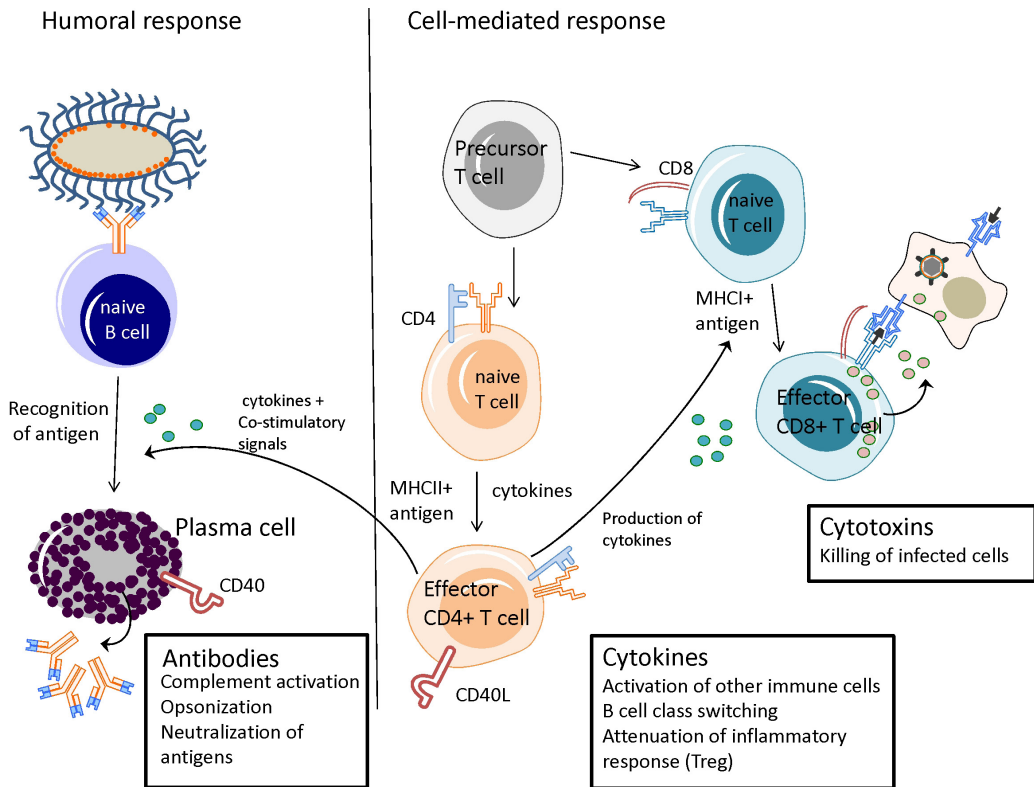 Humoral response
Cell-mediated response
Precursor
T cell
CD8
naive
T cell
naive
B cell
CD4
naive
T cell
MHCI+
antigen
Recognition
of antigen
cytokines +
Co-stimulatory
signals
Effector
CD8+ T cell
MHCII+
antigen
cytokines
Production of
cytokines
Plasma cell
CD40
Effector
CD4+ T cell
CD40L
Cytotoxins
Killing of infected cells
Antibodies
Complement activation
Opsonization
Neutralization of
antigens
Cytokines
Activation of other immune cells
B cell class switching
Attenuation of inflammatory
response (Treg)